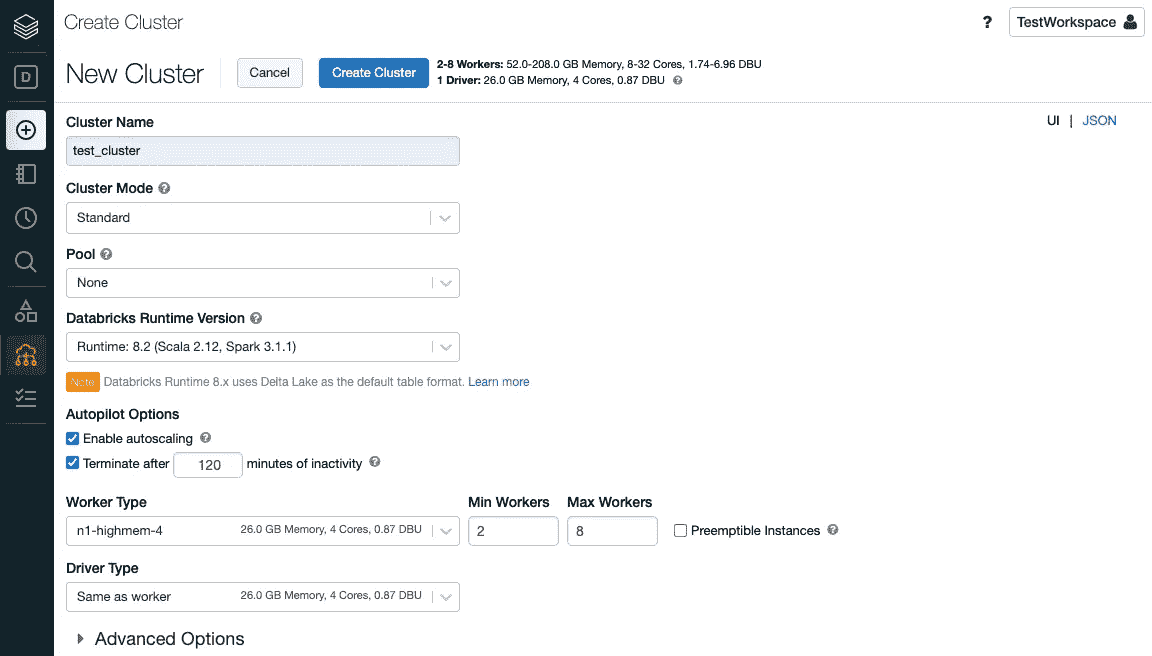 Create Cluster
? TestWorkspace
New Cluster Cancel Create Cluster
2-8 Workers: 52.0-208.0 GB Memory, 8-32 Cores, 1.74-6.96 DBU
1 Driver: 26.0 GB Memory, 4 Cores, 0.87 DBU ?
D
UI | JSON
Cluster Name
test_cluster
Cluster Mode ?
Standard
Pool ?
None
Databricks Runtime Version ?
Runtime: 8.2 (Scala 2.12, Spark 3.1.1)
Note Databricks Runtime 8.x uses Delta Lake as the default table format. Learn more
Autopilot Options
Enable autoscaling ?
Terminate after 120 minutes of inactivity ?
Worker Type Min Workers Max Workers
n1-highmem-4 26.0 GB Memory, 4 Cores, 0.87 DBU 2 8 Preemptible Instances ?
Driver Type
Same as worker 26.0 GB Memory, 4 Cores, 0.87 DBU
Advanced Options